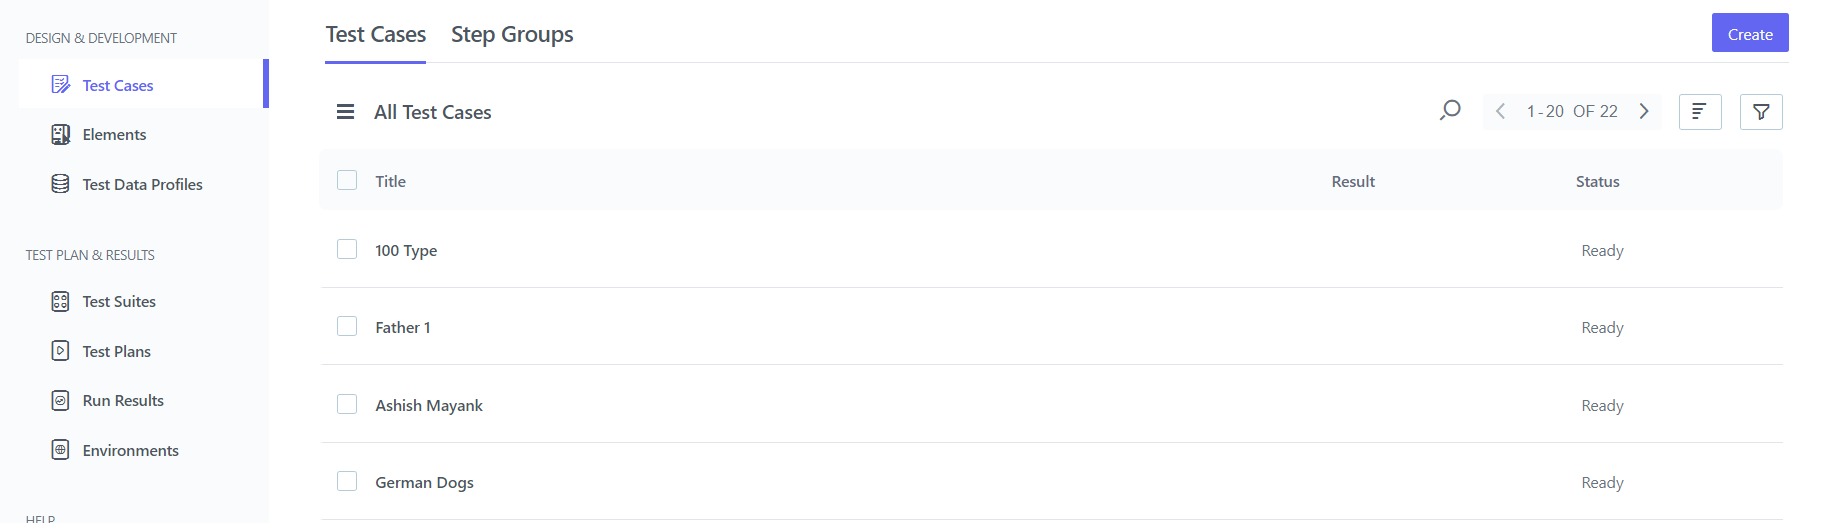 DESIGN & DEVELOPMENT
Test Cases
Elements
Test Data Profiles
TEST PLAN & RESULTS
Test Suites
Test Plans
Run Results
Environments
HELP
Test Cases Step Groups
Create
All Test Cases
1-20 OF 22
Title Result Status
100 Type Ready
Father 1 Ready
Ashish Mayank Ready
German Dogs Ready